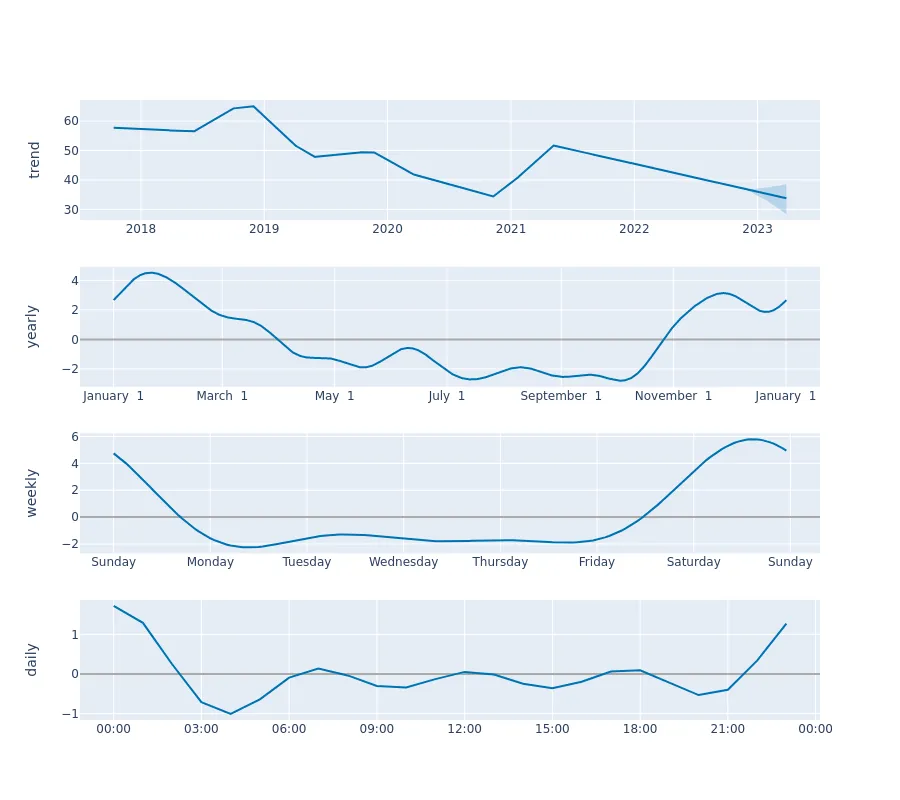 trend
60
50
40
30
2018 2019 2020 2021 2022 2023
yearly
4
2
0
−2
January 1 March 1 May 1 July 1 September 1 November 1 January 1
weekly
6
4
2
0
−2
Sunday Monday Tuesday Wednesday Thursday Friday Saturday Sunday
daily
1
0
−1
00:00 03:00 06:00 09:00 12:00 15:00 18:00 21:00 00:00